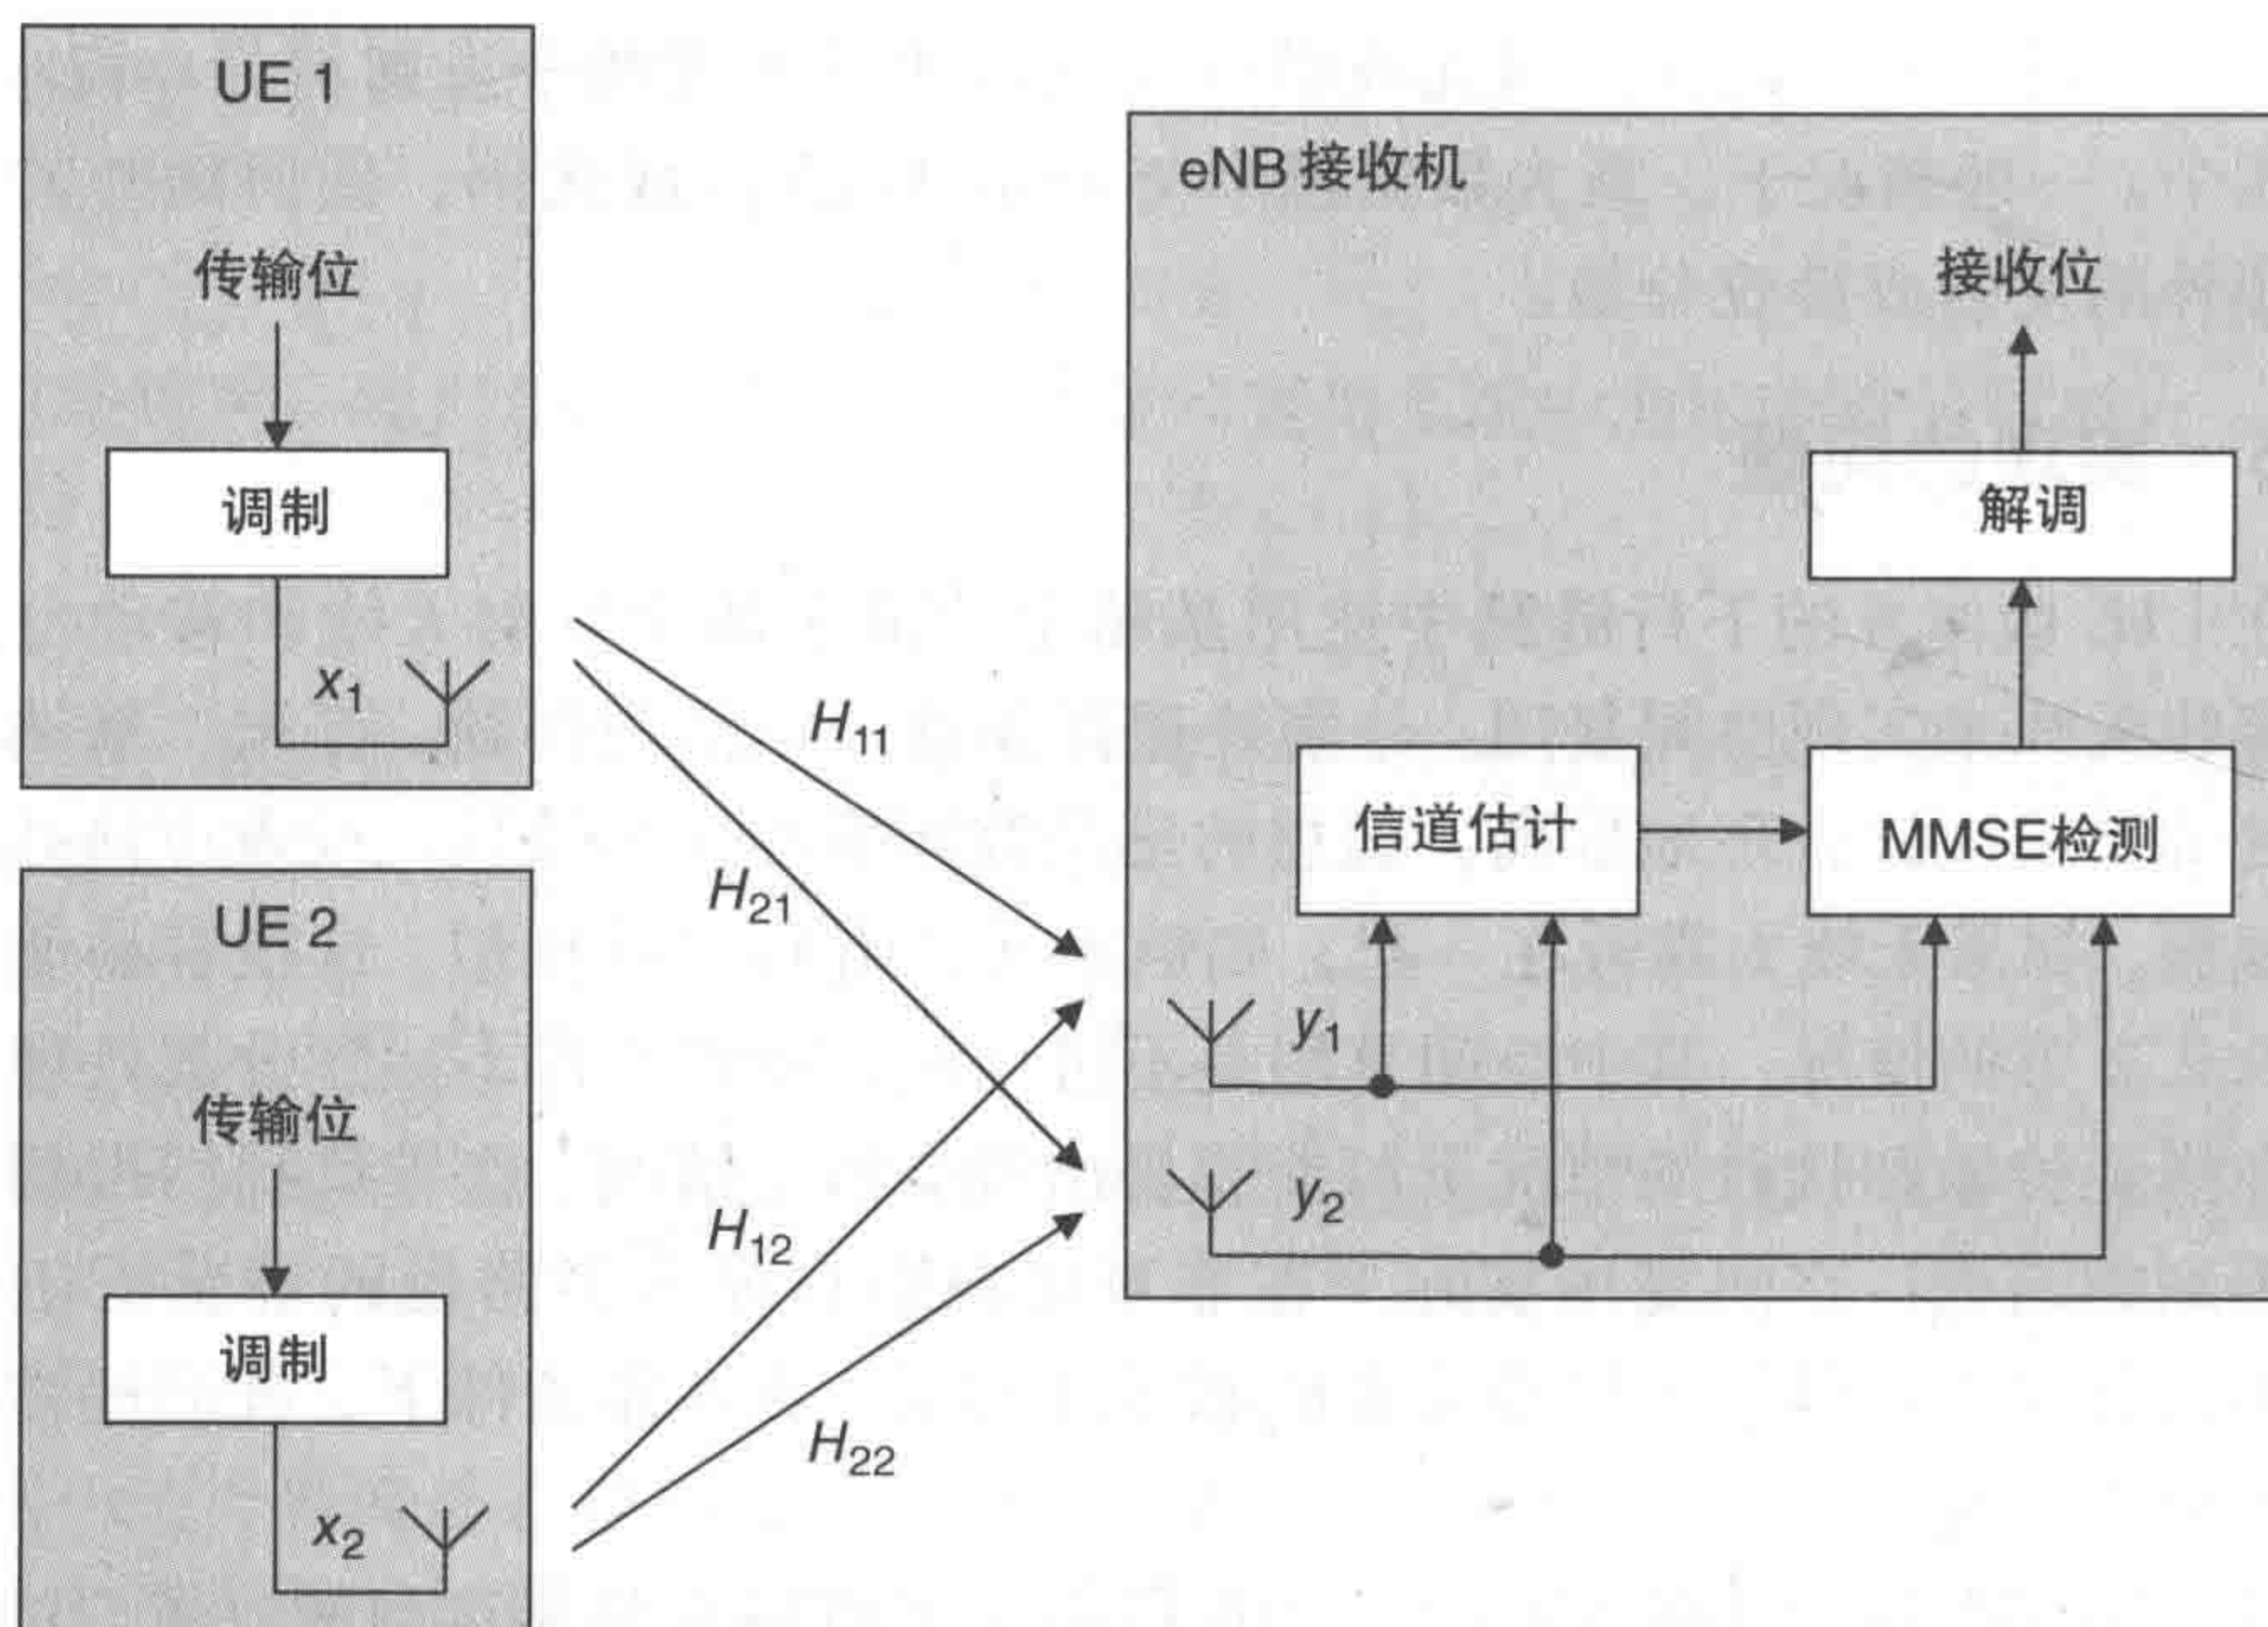 UE 1
传输位
调制
x₁
UE 2
传输位
调制
x₂
H₁₁
H₂₁
H₁₂
H₂₂
eNB 接收机
接收位
解调
信道估计
MMSE检测
y₁
y₂